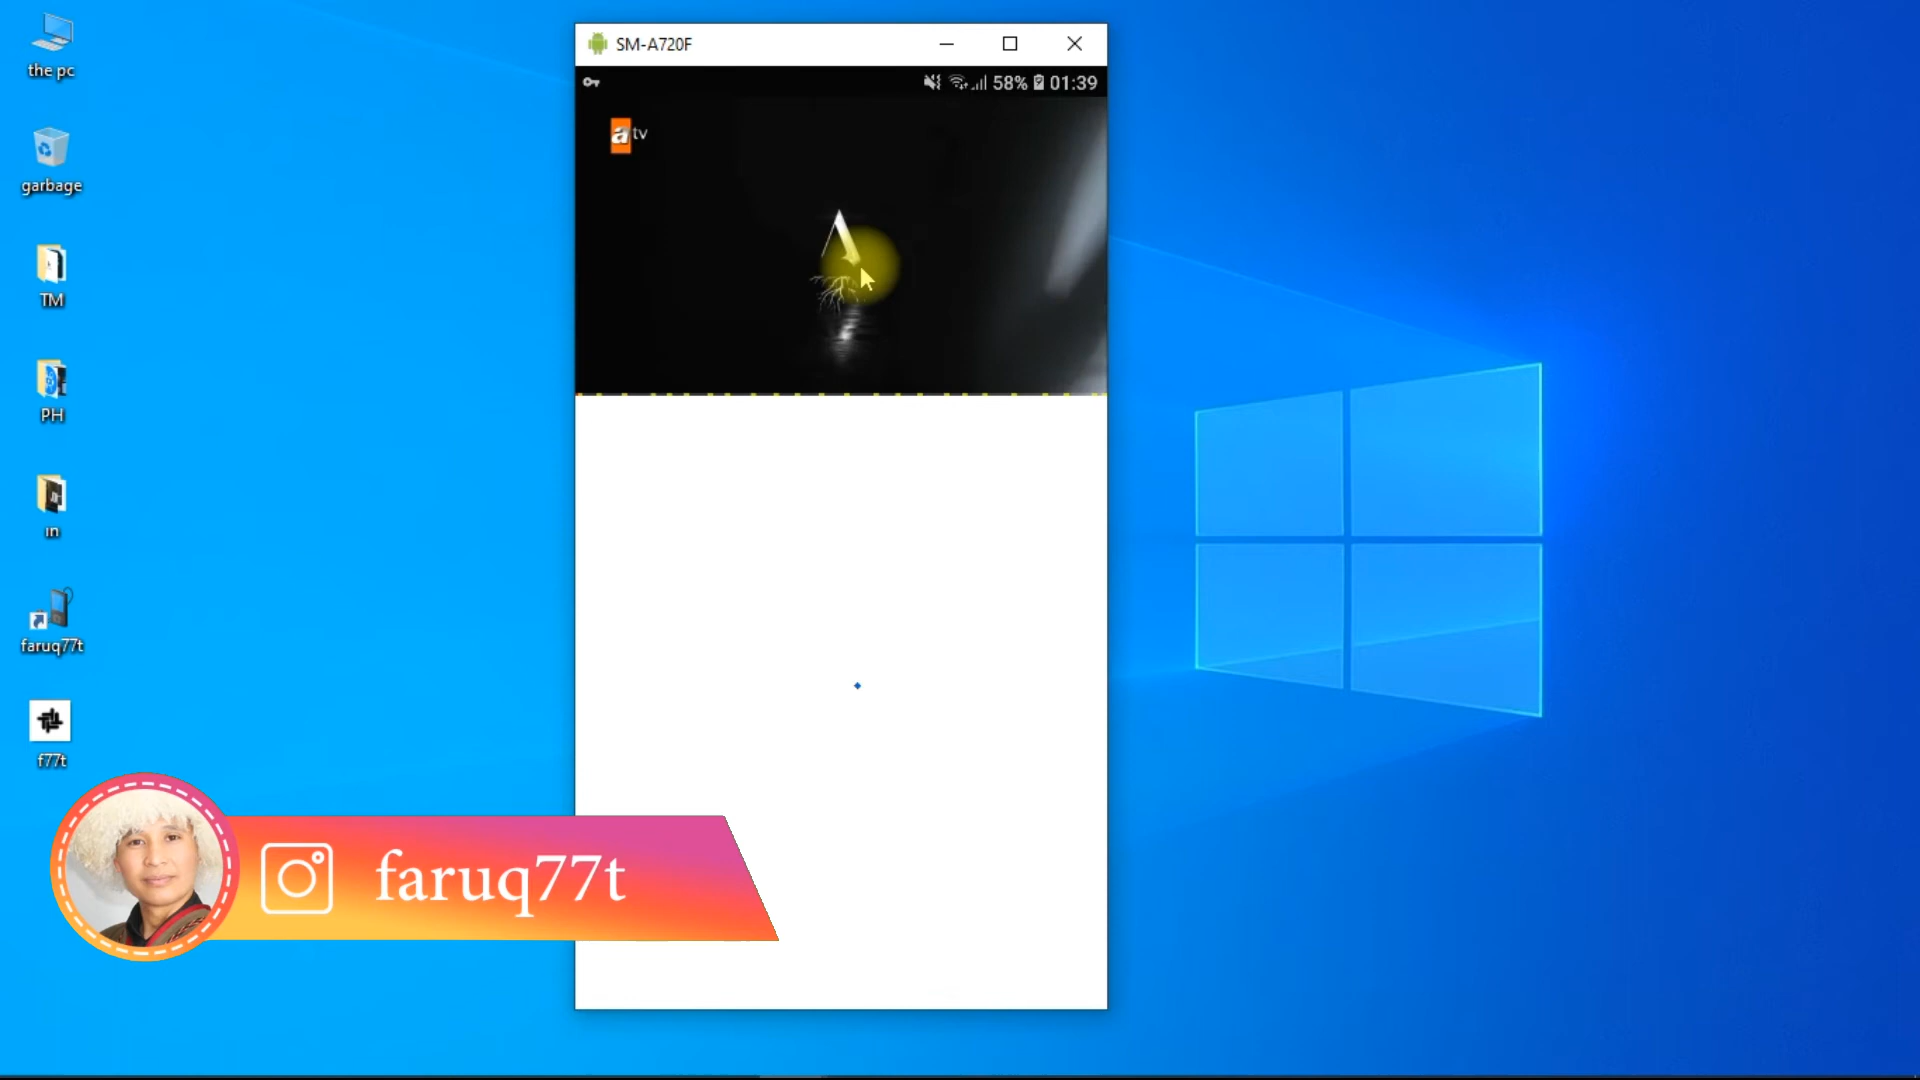 the pc
garbage
TM
PH
in
faruq77t
f77t
SM-A720F
58% 01:39
a tv
faruq77t